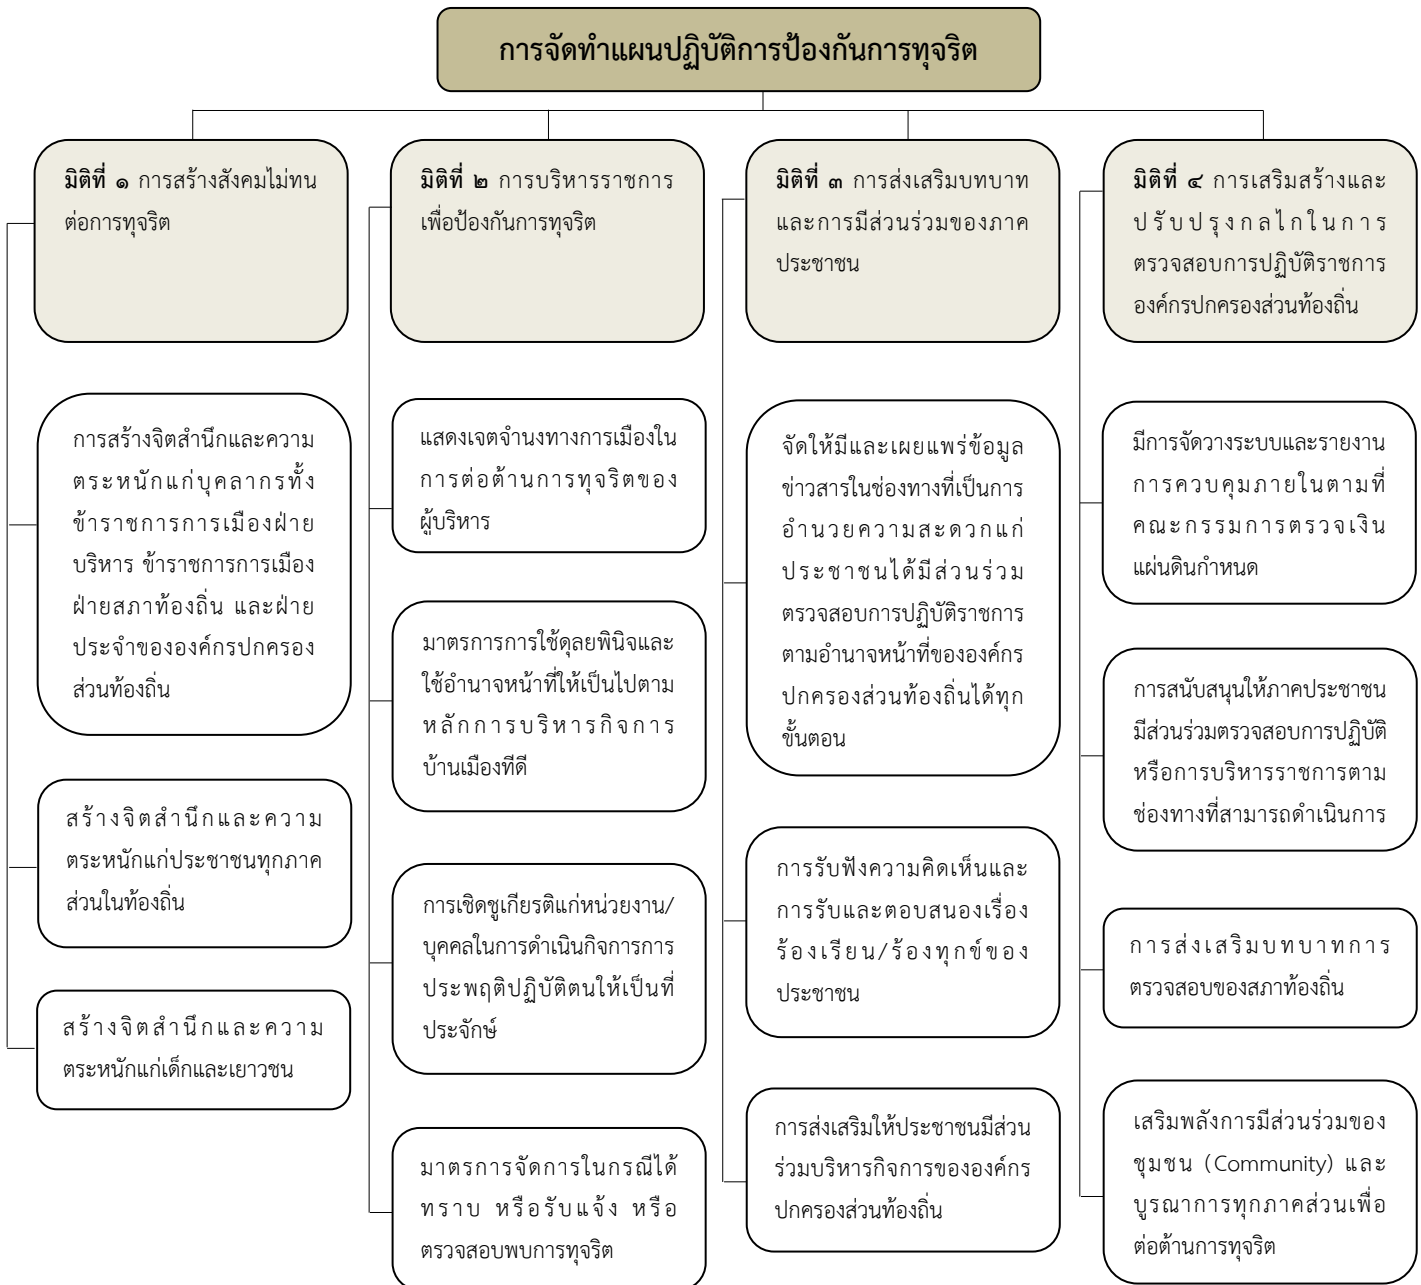 การจัดทำแผนปฏิบัติการป้องกันการทุจริต
มิติที่ ๑ การสร้างสังคมไม่ทน
ต่อการทุจริต
การสร้างจิตสำนึกและความ
ตระหนักแก่บุคลากรทั้ง
ข้าราชการการเมืองฝ่าย
บริหาร ข้าราชการการเมือง
ฝ่ายสภาท้องถิ่น และฝ่าย
ประจำขององค์กรปกครอง
ส่วนท้องถิ่น
สร้างจิตสำนึกและความ
ตระหนักแก่ประชาชนทุกภาค
ส่วนในท้องถิ่น
สร้างจิตสำนึกและความ
ตระหนักแก่เด็กและเยาวชน
มิติที่ ๒ การบริหารราชการ
เพื่อป้องกันการทุจริต
แสดงเจตจำนงทางการเมืองใน
การต่อต้านการทุจริตของ
ผู้บริหาร
มาตรการการใช้ดุลยพินิจและ
ใช้อำนาจหน้าที่ให้เป็นไปตาม
หลักการบริหารกิจการ
บ้านเมืองทีดี
การเชิดชูเกียรติแก่หน่วยงาน/
บุคคลในการดำเนินกิจการการ
ประพฤติปฏิบัติตนให้เป็นที่
ประจักษ์
มาตรการจัดการในกรณีได้
ทราบ หรือรับแจ้ง หรือ
ตรวจสอบพบการทุจริต
มิติที่ ๓ การส่งเสริมบทบาท
และการมีส่วนร่วมของภาค
ประชาชน
จัดให้มีและเผยแพร่ข้อมูล
ข่าวสารในช่องทางที่เป็นการ
อำนวยความสะดวกแก่
ประชาชนได้มีส่วนร่วม
ตรวจสอบการปฏิบัติราชการ
ตามอำนาจหน้าที่ขององค์กร
ปกครองส่วนท้องถิ่นได้ทุก
ขั้นตอน
การรับฟังความคิดเห็นและ
การรับและตอบสนองเรื่อง
ร้องเรียน/ร้องทุกข์ของ
ประชาชน
การส่งเสริมให้ประชาชนมีส่วน
ร่วมบริหารกิจการขององค์กร
ปกครองส่วนท้องถิ่น
มิติที่ ๔ การเสริมสร้างและ
ปรับปรุงกลไกในการ
ตรวจสอบการปฏิบัติราชการ
องค์กรปกครองส่วนท้องถิ่น
มีการจัดวางระบบและรายงาน
การควบคุมภายในตามที่
คณะกรรมการตรวจเงิน
แผ่นดินกำหนด
การสนับสนุนให้ภาคประชาชน
มีส่วนร่วมตรวจสอบการปฏิบัติ
หรือการบริหารราชการตาม
ช่องทางที่สามารถดำเนินการ
การส่งเสริมบทบาทการ
ตรวจสอบของสภาท้องถิ่น
เสริมพลังการมีส่วนร่วมของ
ชุมชน (Community) และ
บูรณาการทุกภาคส่วนเพื่อ
ต่อต้านการทุจริต